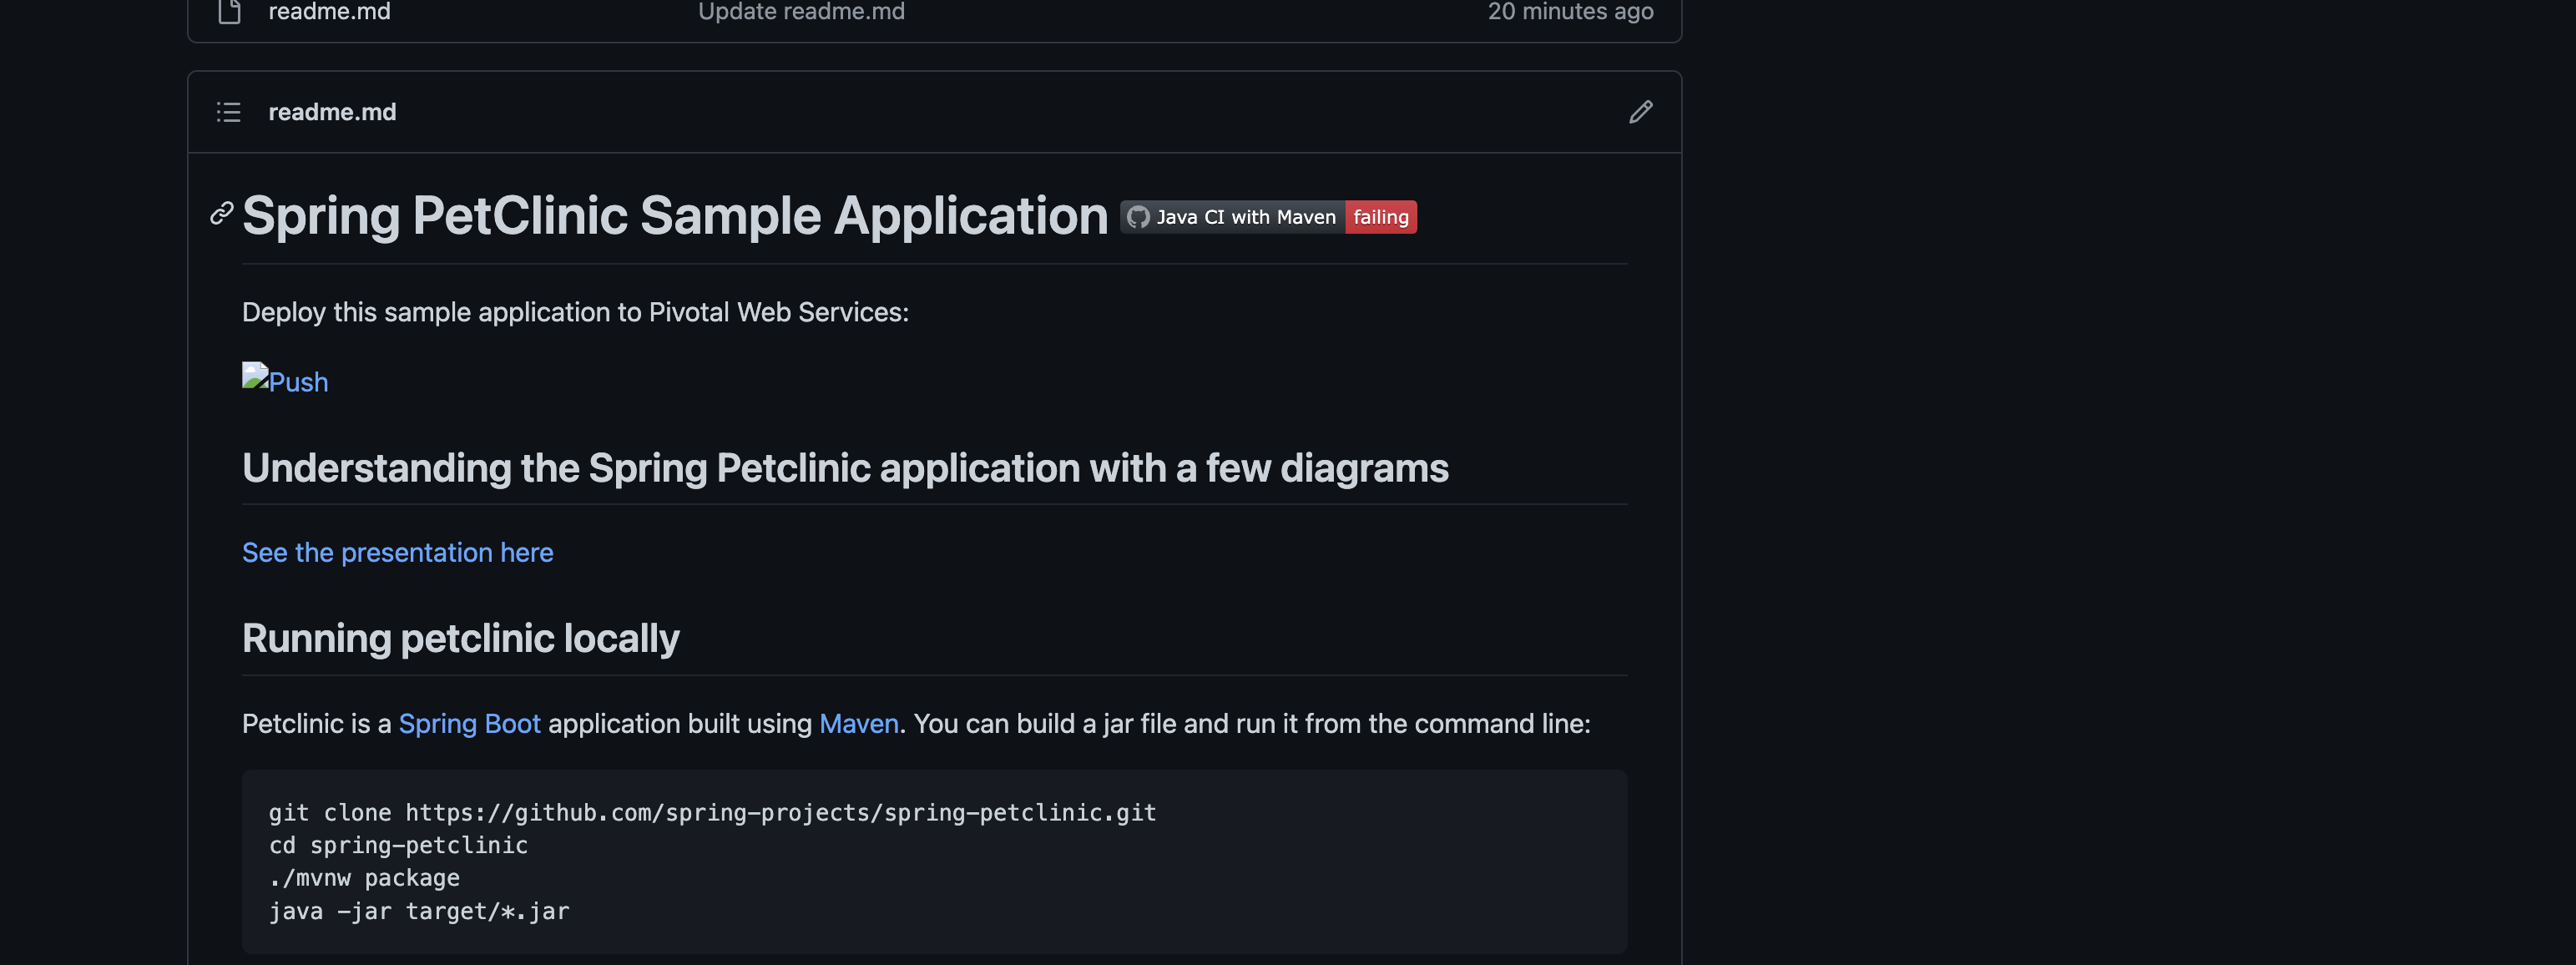 readme.md Update readme.md 20 minutes ago
readme.md
Spring PetClinic Sample Application Java CI with Maven failing
Deploy this sample application to Pivotal Web Services:
Push
Understanding the Spring Petclinic application with a few diagrams
See the presentation here
Running petclinic locally
Petclinic is a Spring Boot application built using Maven. You can build a jar file and run it from the command line:
git clone https://github.com/spring-projects/spring-petclinic.git
cd spring-petclinic
./mvnw package
java -jar target/*.jar